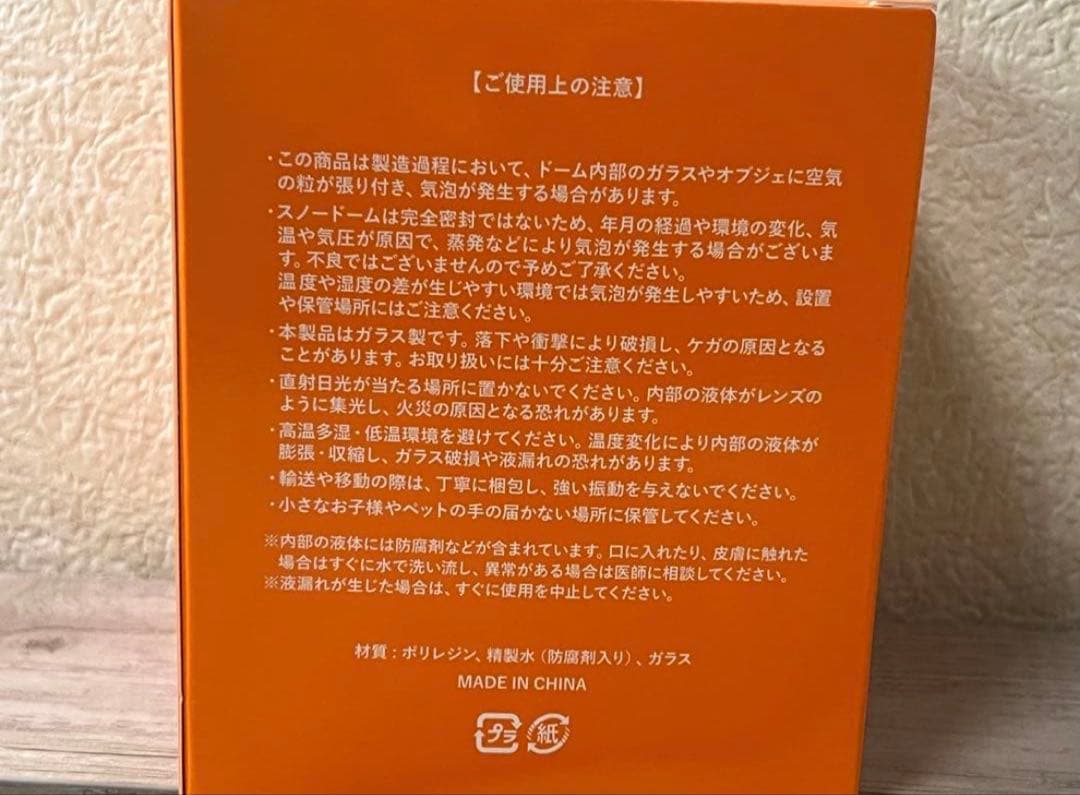 【ご使用上の注意】
・この商品は製造過程において、ドーム内部のガラスやオブジェに空気
の粒が張り付き、気泡が発生する場合があります。
・スノードームは完全密封ではないため、年月の経過や環境の変化、気
温や気圧が原因で、蒸発などにより気泡が発生する場合がございま
す。不良ではございませんので予めご了承ください。
温度や湿度の差が生じやすい環境では気泡が発生しやすいため、設置
や保管場所にはご注意ください。
・本製品はガラス製です。落下や衝撃により破損し、ケガの原因となる
ことがあります。お取り扱いには十分ご注意ください。
・直射日光が当たる場所に置かないでください。内部の液体がレンズの
ように集光し、火災の原因となる恐れがあります。
・高温多湿・低温環境を避けてください。温度変化により内部の液体が
膨張・収縮し、ガラス破損や液漏れの恐れがあります。
・輸送や移動の際は、丁寧に梱包し、強い振動を与えないでください。
・小さなお子様やペットの手の届かない場所に保管してください。
※内部の液体には防腐剤などが含まれています。口に入れたり、皮膚に触れた
場合はすぐに水で洗い流し、異常がある場合は医師に相談してください。
※液漏れが生じた場合は、すぐに使用を中止してください。
材質：ポリレジン、精製水（防腐剤入り）、ガラス
MADE IN CHINA
プラ 紙